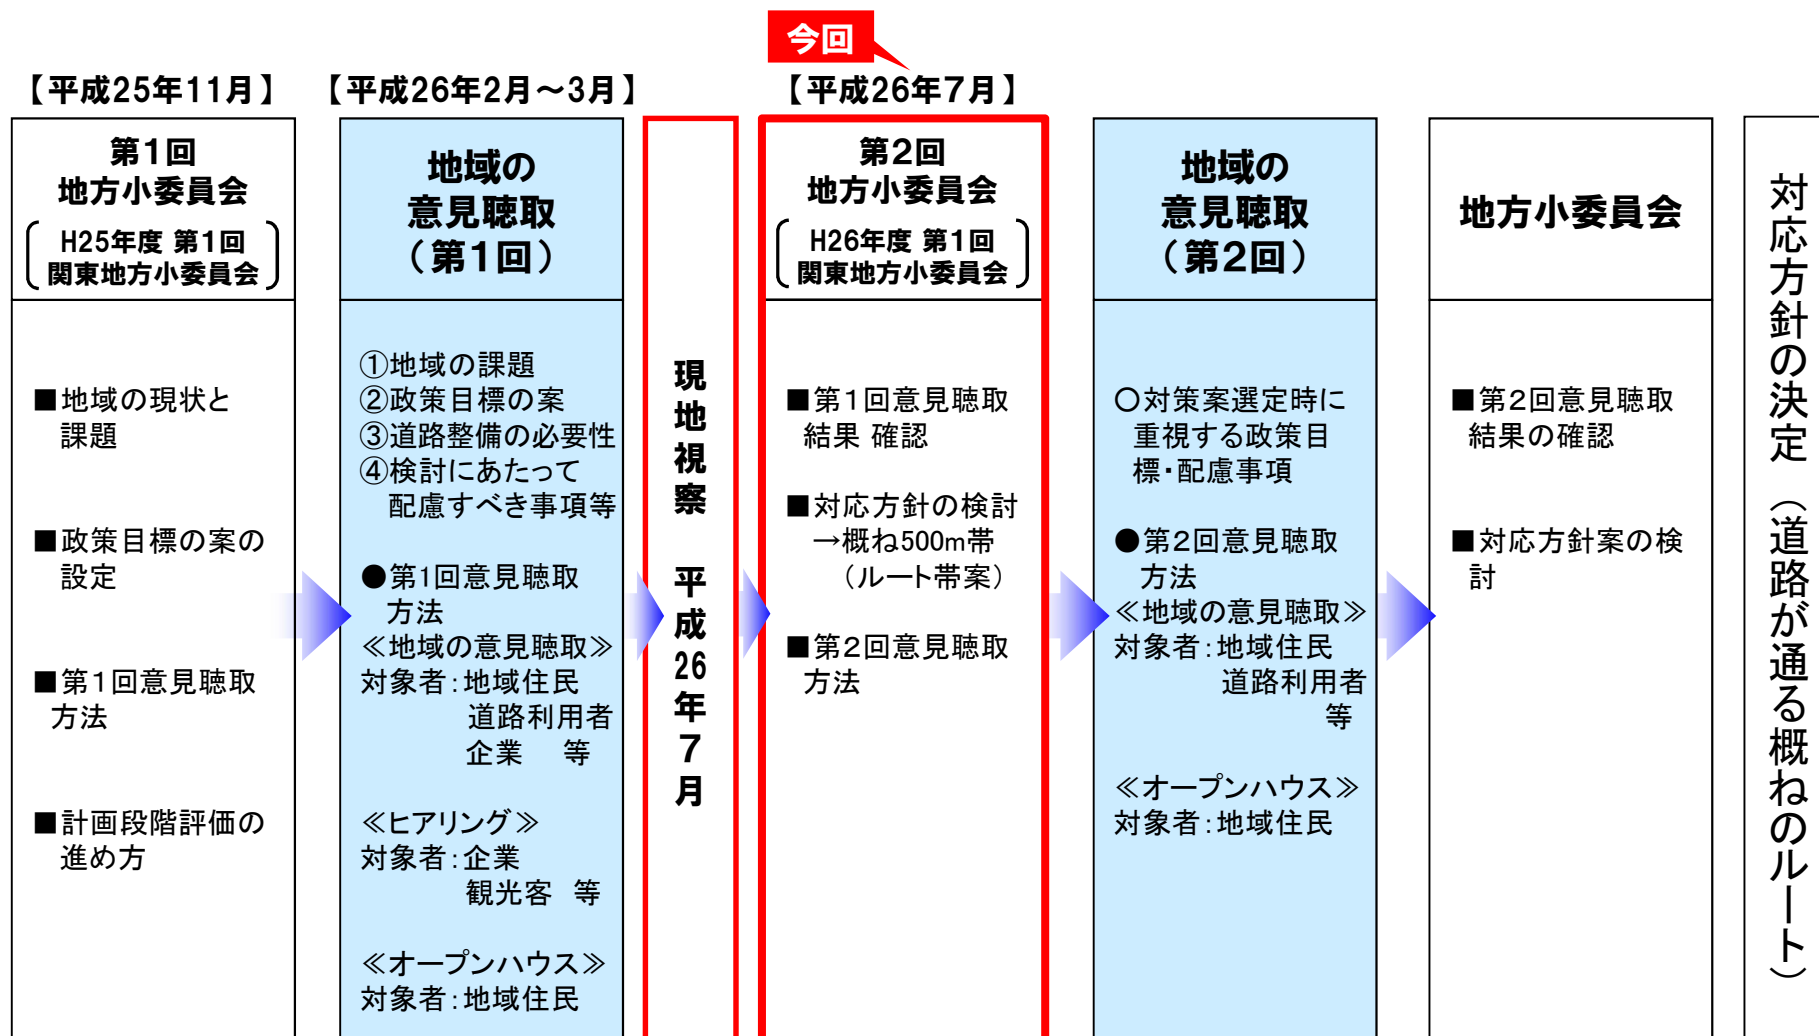 今回
【平成25年11月】
第1回
地方小委員会
H25年度 第1回
関東地方小委員会
■地域の現状と
課題
■政策目標の案の
設定
■第1回意見聴取
方法
■計画段階評価の
進め方
【平成26年2月～3月】
地域の
意見聴取
（第1回）
①地域の課題
②政策目標の案
③道路整備の必要性
④検討にあたって
配慮すべき事項等
●第1回意見聴取
方法
≪地域の意見聴取≫
対象者：地域住民
道路利用者
企業　等
≪ヒアリング≫
対象者：企業
観光客　等
≪オープンハウス≫
対象者：地域住民
現地視察　平成26年7月
【平成26年7月】
第2回
地方小委員会
H26年度 第1回
関東地方小委員会
■第1回意見聴取
結果 確認
■対応方針の検討
→概ね500m帯
（ルート帯案）
■第2回意見聴取
方法
地域の
意見聴取
（第2回）
○対策案選定時に
重視する政策目
標・配慮事項
●第2回意見聴取
方法
≪地域の意見聴取≫
対象者：地域住民
道路利用者
等
≪オープンハウス≫
対象者：地域住民
地方小委員会
■第2回意見聴取
結果の確認
■対応方針案の検
討
対応方針の決定　（道路が通る概ねのルート）